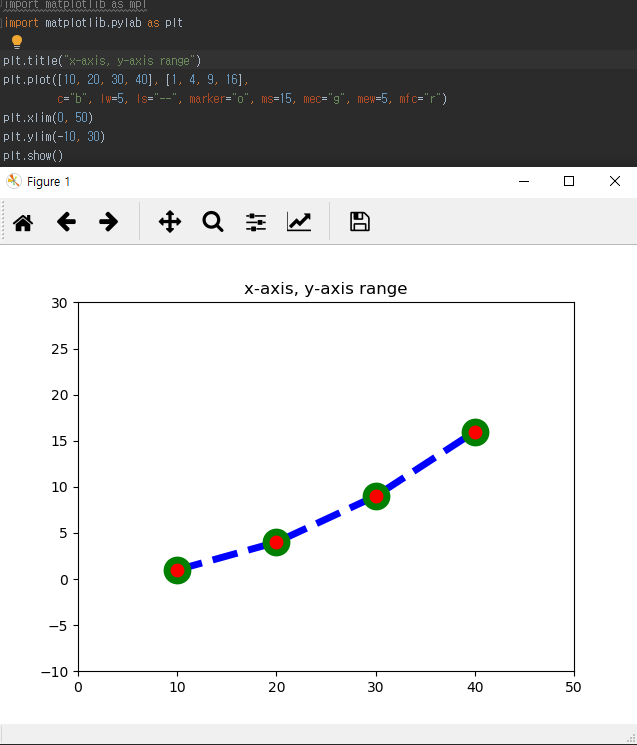 import matplotlib as mpl
import matplotlib.pylab as plt
plt.title("x-axis, y-axis range")
plt.plot([10, 20, 30, 40], [1, 4, 9, 16],
c="b", lw=5, ls="--", marker="o", ms=15, mec="g", mew=5, mfc="r")
plt.xlim(0, 50)
plt.ylim(-10, 30)
plt.show()
Figure 1
x-axis, y-axis range
30
25
20
15
10
5
0
−5
−10
0 10 20 30 40 50